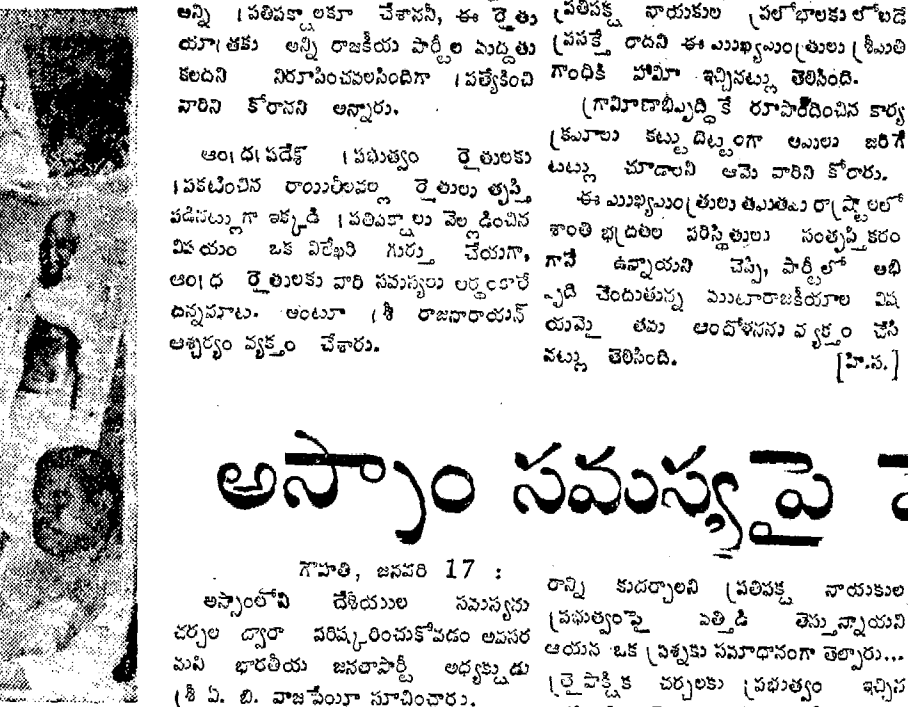 అన్ని ప్రతిపక్షాలకూ చేశాననీ, ఈ రైతు
యాత్రకు అన్ని రాజకీయ పార్టీల మద్దతు
కలదని నిరూపించవలసిందిగా ప్రత్యేకించి
వారిని కోరానని అన్నారు.
ఆంధ్రప్రదేశ్ ప్రభుత్వం రైతులకు
ప్రకటించిన రాయితీలవల్ల రైతులు తృప్తి
పడినట్లుగా ఇక్కడి ప్రతిపక్షాలు వెల్లడించిన
విషయం ఒక విలేఖరి గుర్తు చేయగా,
ఆంధ్ర రైతులకు వారి సమస్యలు అర్థంకాలే
దన్నమాట. అంటూ శ్రీ రాజనారాయన్
ఆశ్చర్యం వ్యక్తం చేశారు.
ప్రతిపక్ష నాయకుల ప్రలోభాలకు లోబడే
ప్రసక్తే రాదని ఈ ముఖ్యమంత్రులు శ్రీమతి
గాంధికి హామీ ఇచ్చినట్లు తెలిసింది.
గ్రామీణాభివృద్ధికే రూపొందించిన కార్య
క్రమాలు కట్టుదిట్టంగా అమలు జరిగే
టట్లు చూడాలని ఆమె వారిని కోరారు.
ఈ ముఖ్యమంత్రులు తమతమ రాష్ట్రాలలో
శాంతి భద్రతల పరిస్థితులు సంతృప్తికరం
గానే ఉన్నాయని చెప్పి, పార్టీలో అభి
వృద్ది చెందుతున్న ముఠారాజకీయాల విష
యమై తమ ఆందోళనను వ్యక్తం చేసి
నట్లు తెలిసింది. [హి.స.]
అస్సాం సమస్యపై
గౌహతి, జనవరి 17 :
అస్సాంలోని దేశీయుల సమస్యను
చర్చల ద్వారా పరిష్కరించుకోవడం అవసర
మని భారతీయ జనతాపార్టీ అధ్యక్షుడు
శ్రీ ఏ. బి. వాజపేయీ సూచించారు.
రాన్ని కుదర్చాలని ప్రతిపక్ష నాయకుల
ప్రభుత్వంపై వత్తిడి తెస్తున్నాయని
ఆయన ఒక ప్రశ్నకు సమాధానంగా తెల్పారు...
త్రైపాక్షిక చర్చలకు ప్రభుత్వం ఇచ్చిన